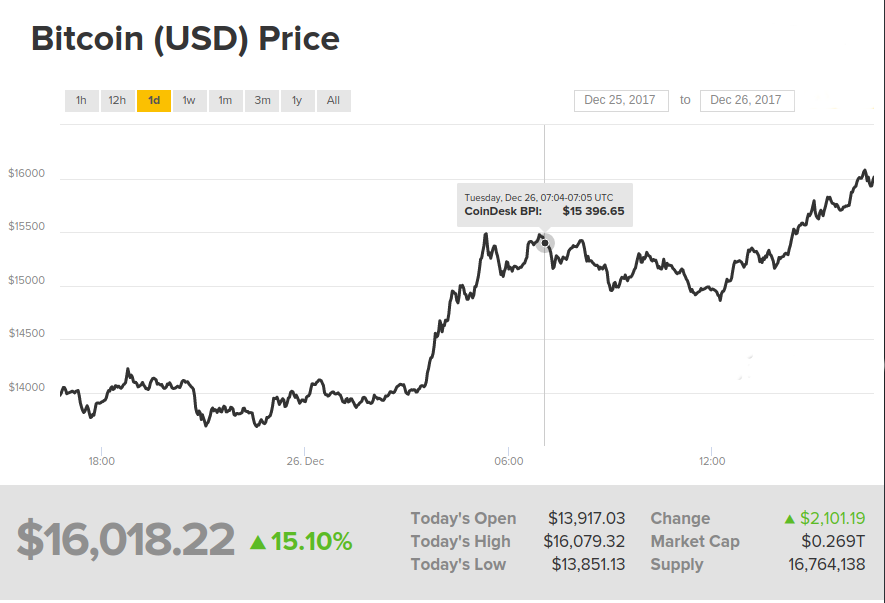 Bitcoin (USD) Price
1h 12h 1d 1w 1m 3m 1y All
Dec 25, 2017 to Dec 26, 2017
$16000
Tuesday, Dec 26, 07:04-07:05 UTC
CoinDesk BPI: $15 396.65
$15500
$15000
$14500
$14000
18:00 26. Dec 06:00 12:00
$16,018.22 ▲ 15.10%
Today's Open $13,917.03 Change ▲ $2,101.19
Today's High $16,079.32 Market Cap $0.269T
Today's Low $13,851.13 Supply 16,764,138